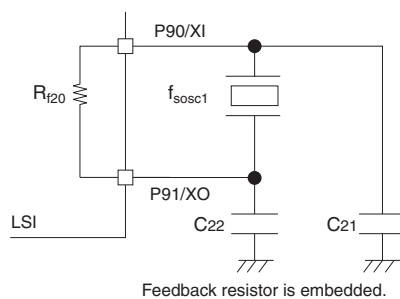 P90/XI
Rf20
fsosc1
P91/XO
LSI
C22
C21
Feedback resistor is embedded.